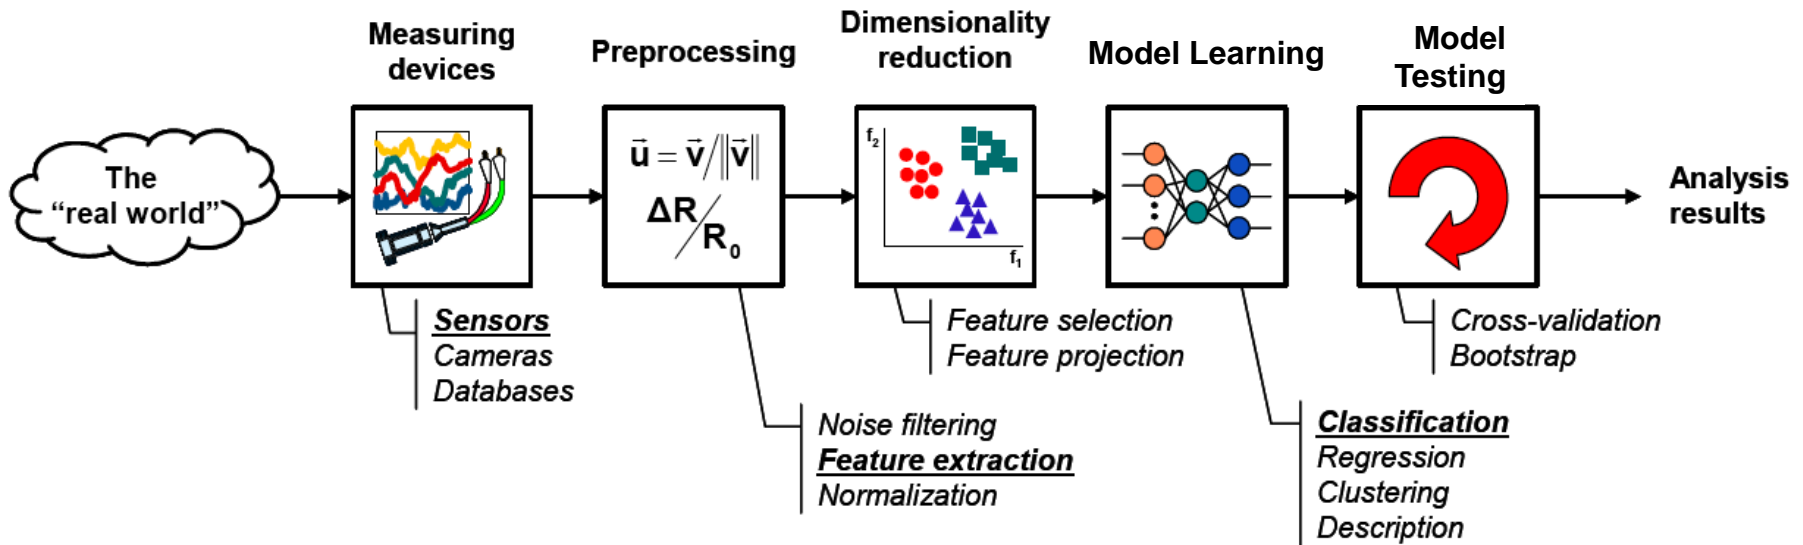 Measuring
devices
Preprocessing
Dimensionality
reduction
Model Learning
Model
Testing
The
“real world”
u⃗ = v⃗/‖v⃗‖
ΔR/R₀
f₂
f₁
Analysis
results
Sensors
Cameras
Databases
Noise filtering
Feature extraction
Normalization
Feature selection
Feature projection
Classification
Regression
Clustering
Description
Cross-validation
Bootstrap